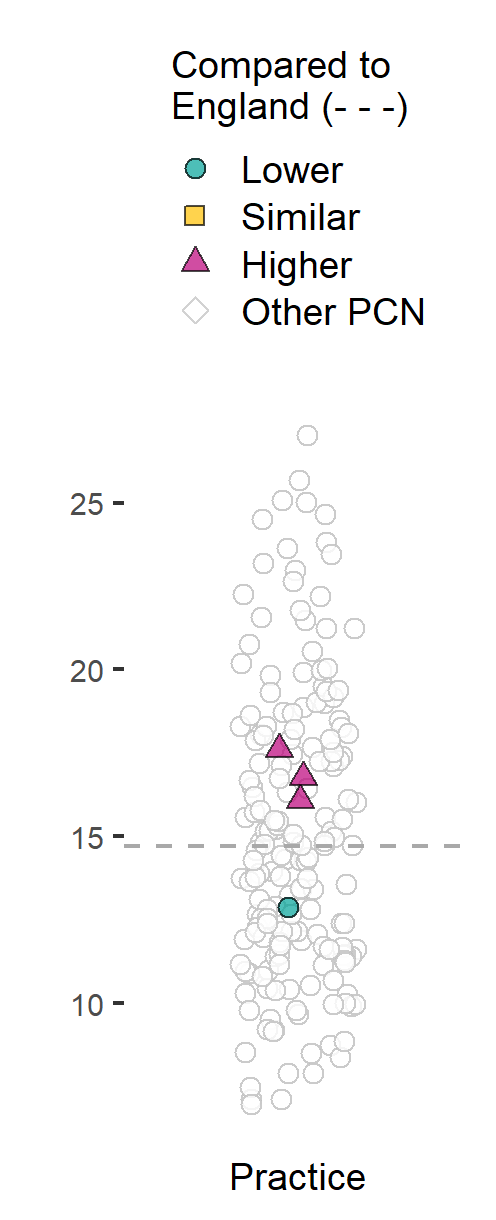 Compared to
England (- - -)
Lower
Similar
Higher
Other PCN
25
20
15
10
Practice